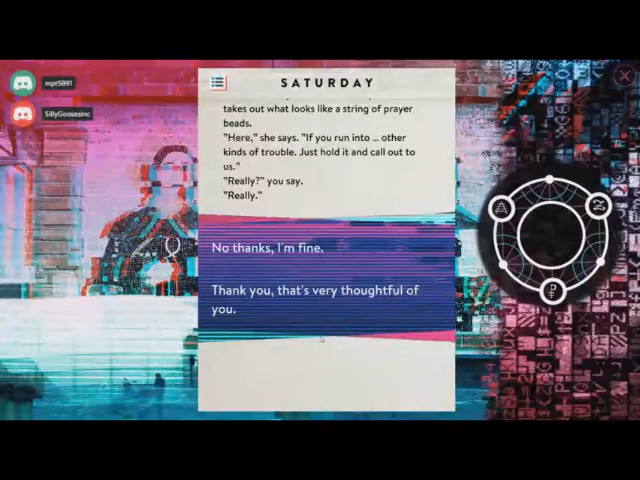 mpt5891
SillyGoosesinc
SATURDAY
takes out what looks like a string of prayer
beads.
"Here," she says. "If you run into ... other
kinds of trouble. Just hold it and call out to
us."
"Really?" you say.
"Really."
No thanks, I'm fine.
Thank you, that's very thoughtful of
you.